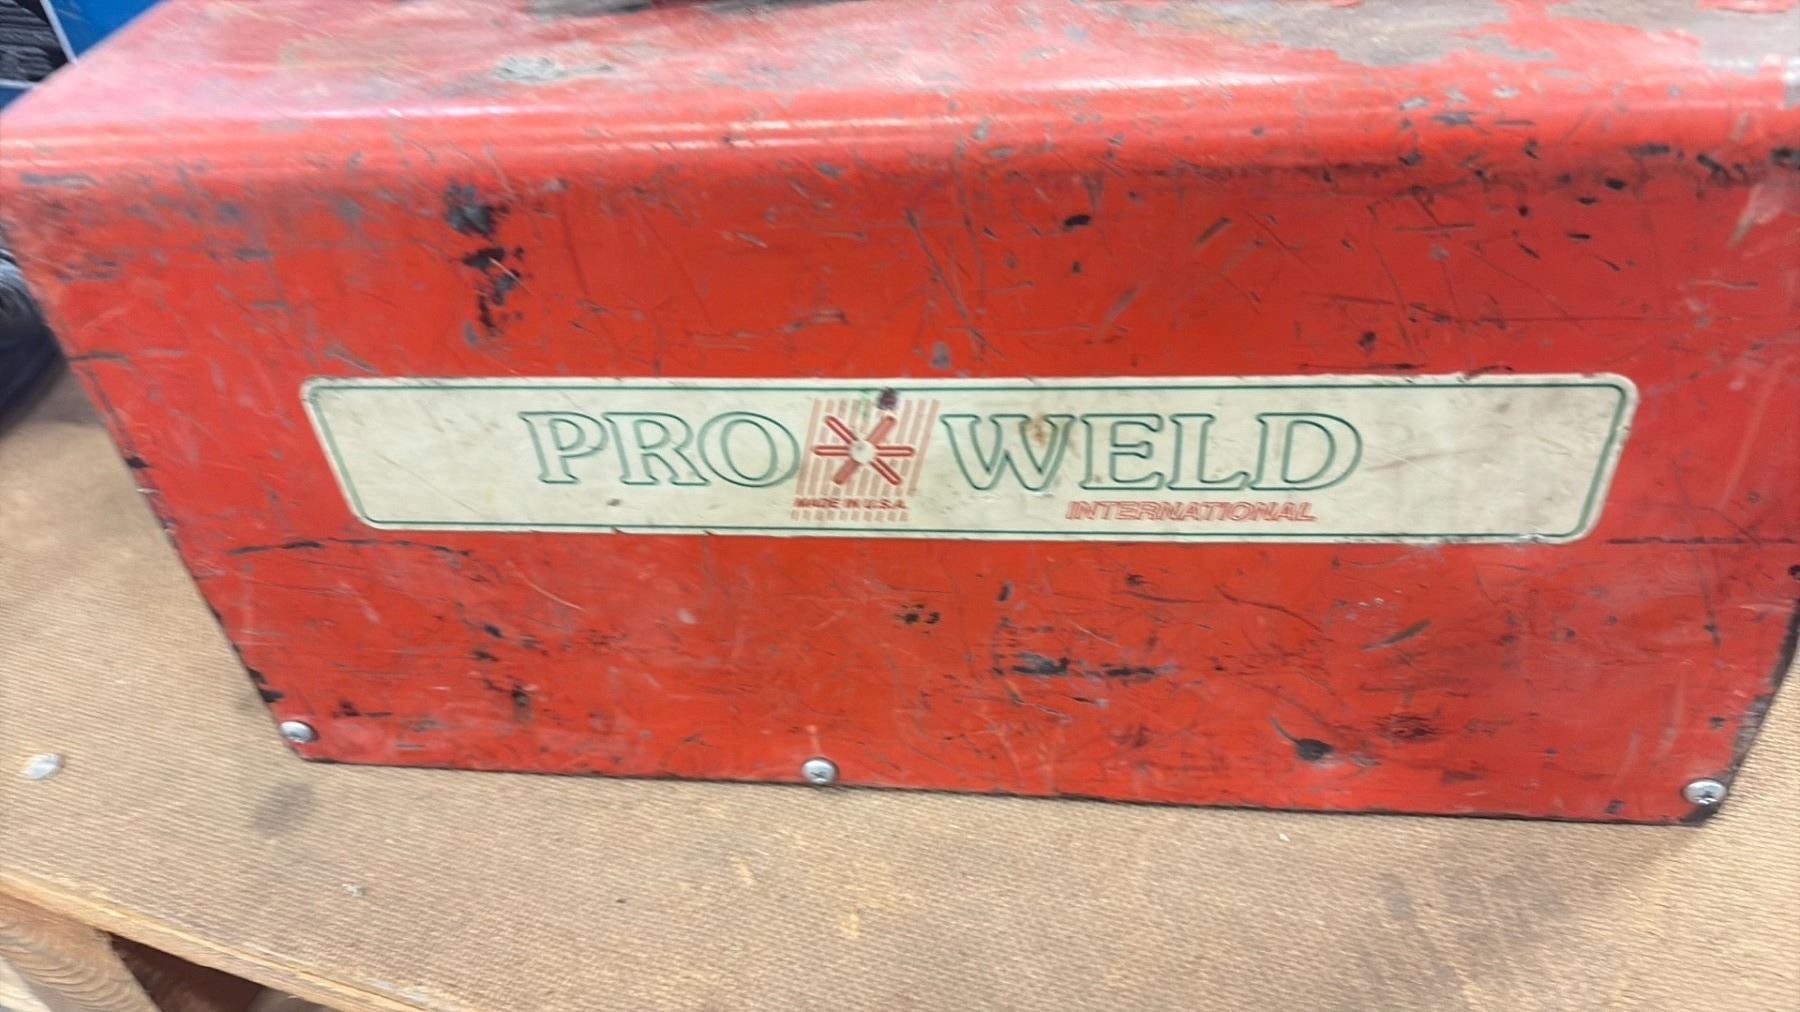 PRO WELD
MADE IN U.S.A.
INTERNATIONAL